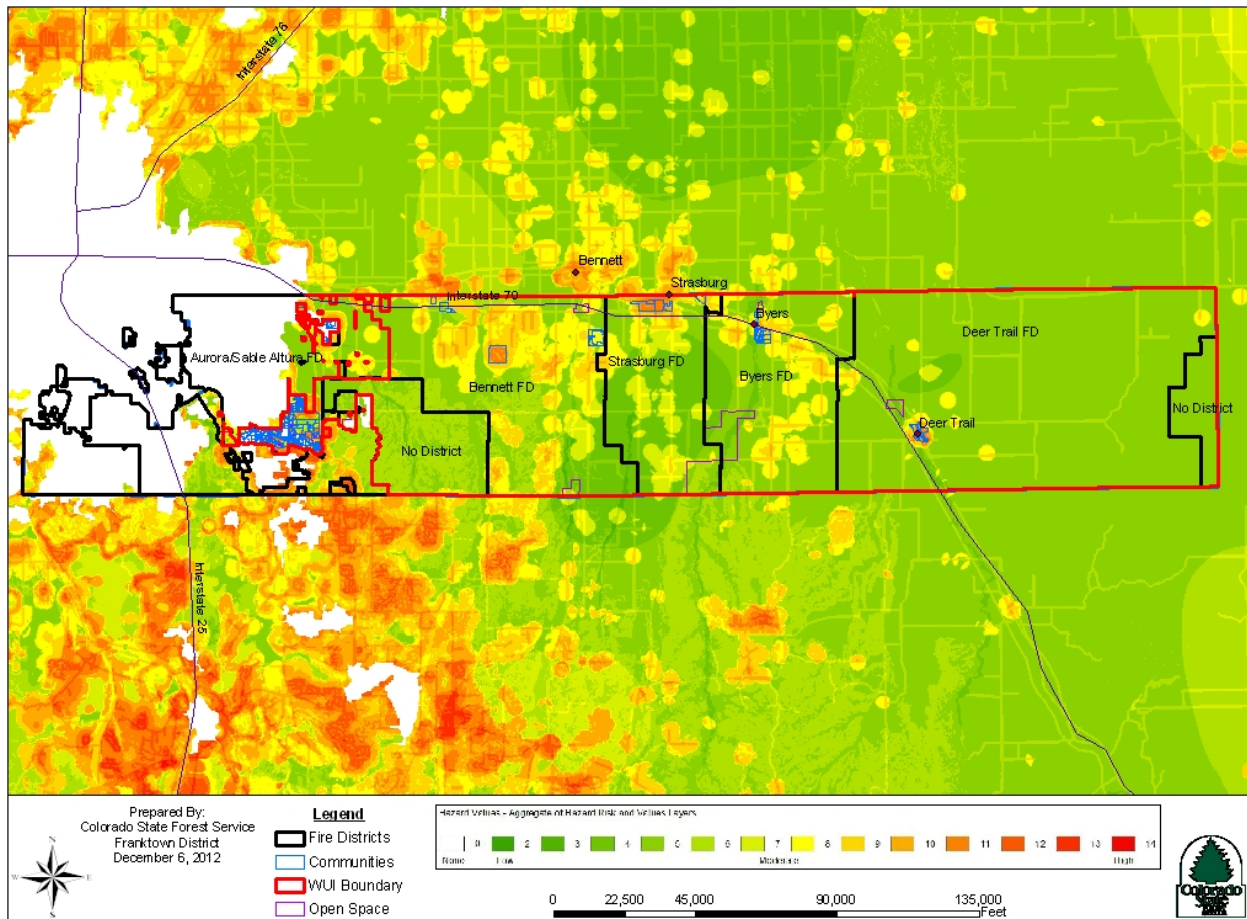 Interstate 76
Bennett
Strasburg
Interstate 70
Byers
Deer Trail FD
Aurora/Sable Altura FD
Bennett FD
Strasburg FD
Byers FD
No District
No District
Deer Trail
Interstate 25
Prepared By:
Colorado State Forest Service
Franktown District
December 6, 2012
Legend
Fire Districts
Communities
WUI Boundary
Open Space
Hazard Values - Aggregate of Hazard Risk and Values Layers
0 2 3 4 5 6 7 8 9 10 11 12 13 14
None Low Moderate High
0 22,500 45,000 90,000 135,000
Feet
N
W E
S
Colorado
State